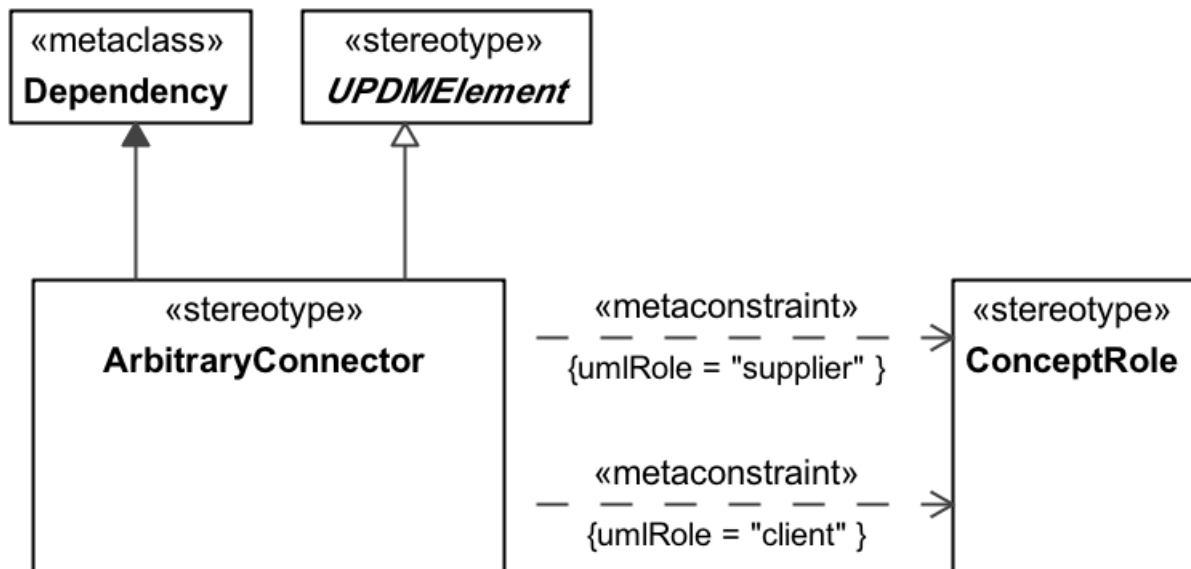 «metaclass»
Dependency
«stereotype»
UPDMElement
«stereotype»
ArbitraryConnector
«metaconstraint»
{umlRole = "supplier" }
«metaconstraint»
{umlRole = "client" }
«stereotype»
ConceptRole